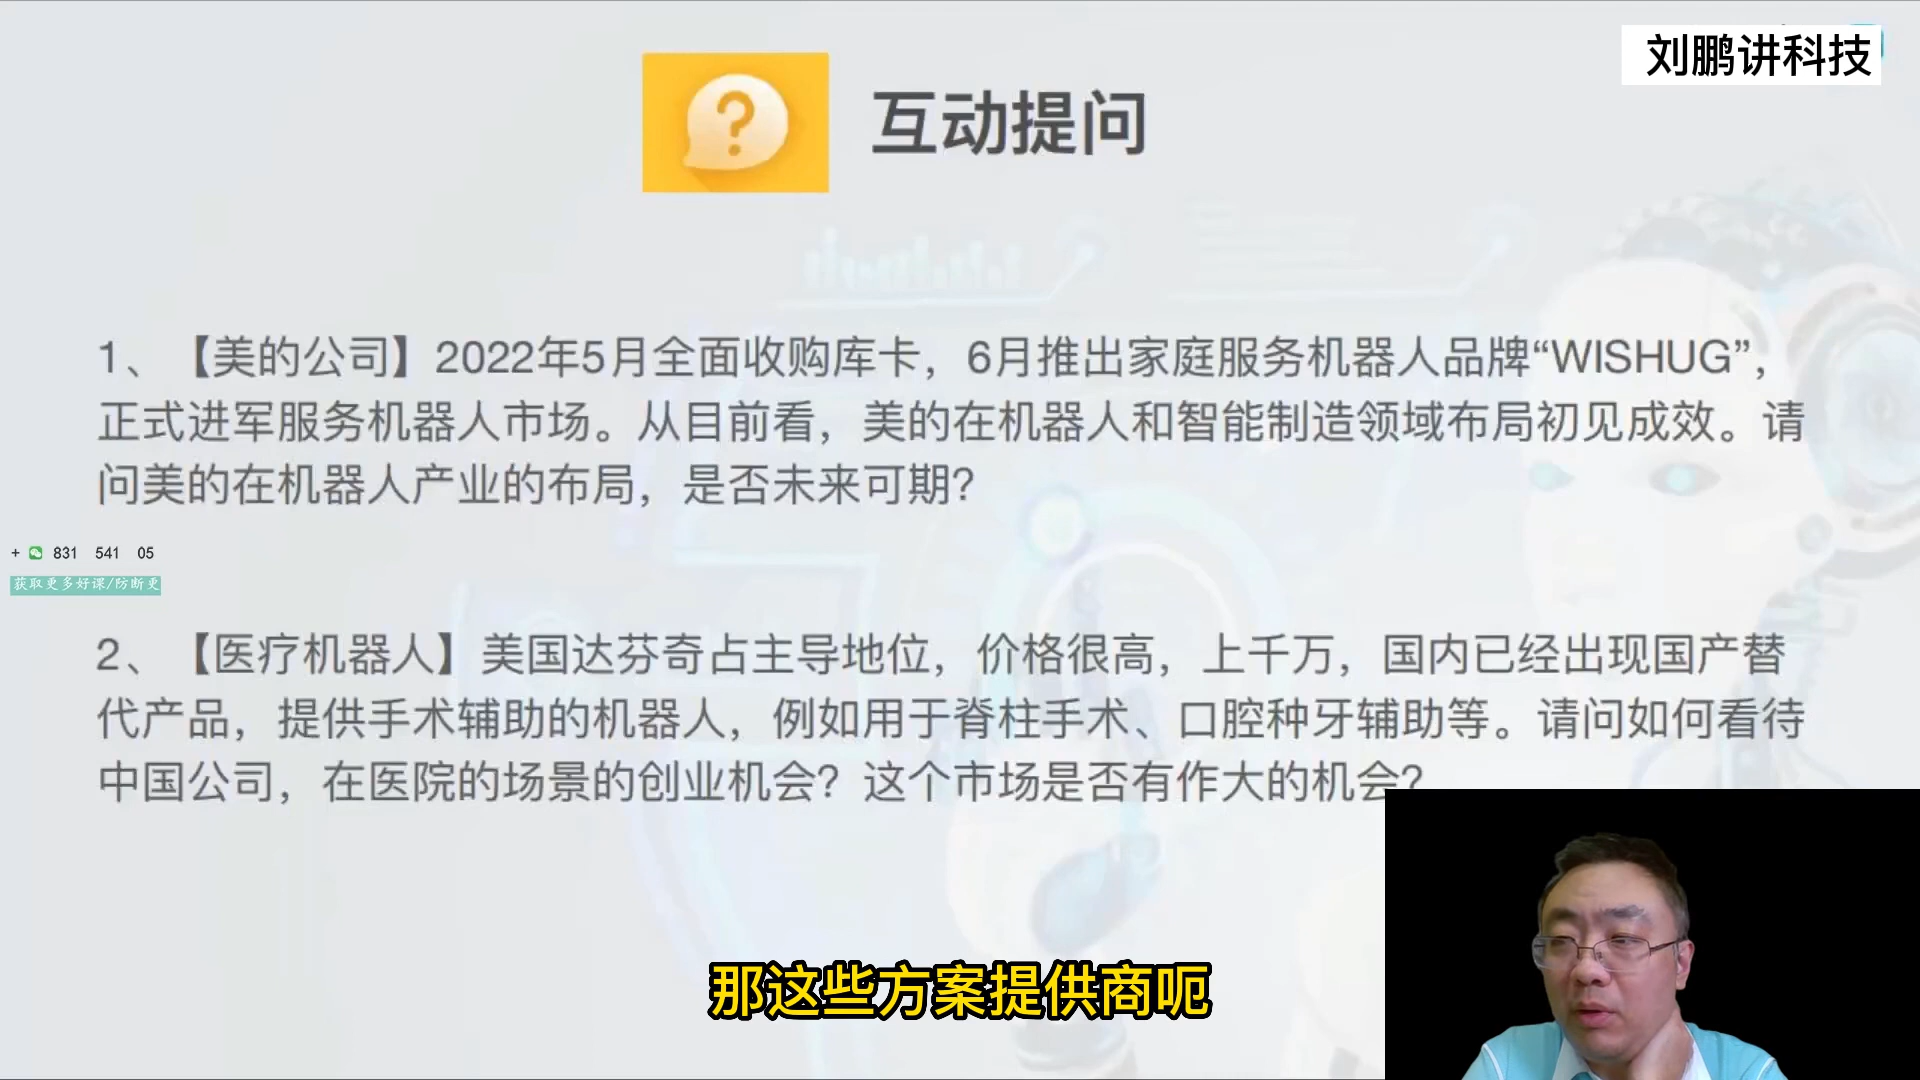 刘鹏讲科技
互动提问
1、【美的公司】2022年5月全面收购库卡，6月推出家庭服务机器人品牌“WISHUG”，
正式进军服务机器人市场。从目前看，美的在机器人和智能制造领域布局初见成效。请
问美的在机器人产业的布局，是否未来可期？
+ 831 541 05
获取更多好课/防断更
2、【医疗机器人】美国达芬奇占主导地位，价格很高，上千万，国内已经出现国产替
代产品，提供手术辅助的机器人，例如用于脊柱手术、口腔种牙辅助等。请问如何看待
中国公司，在医院的场景的创业机会？这个市场是否有作大的机会？
那这些方案提供商呃